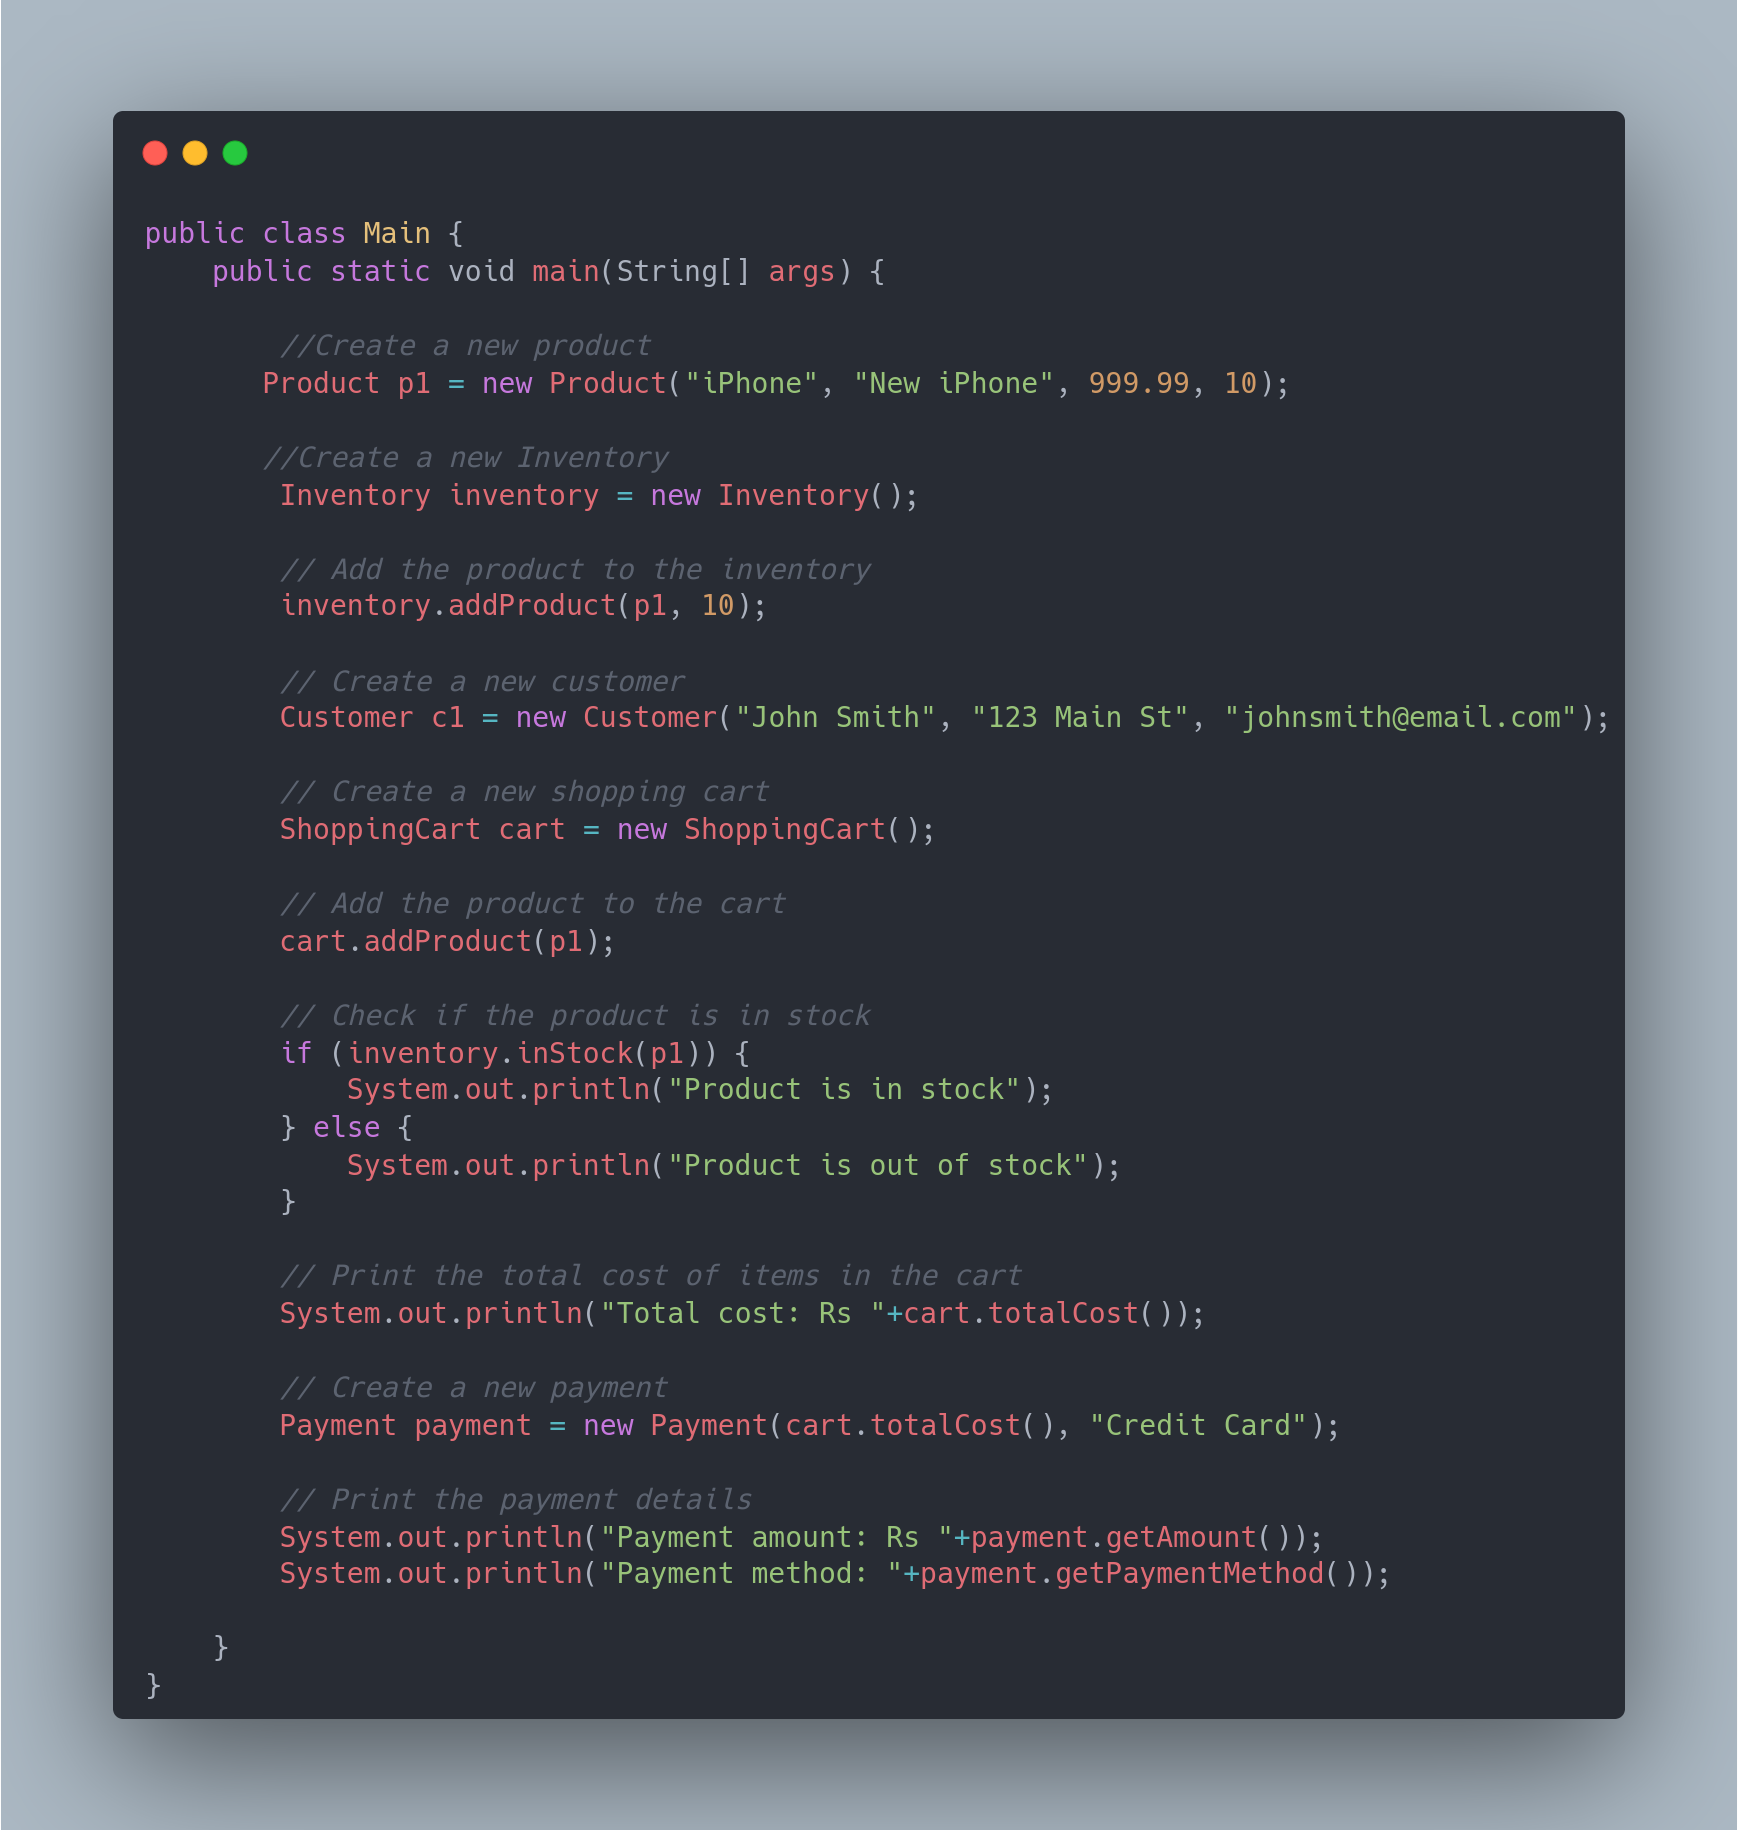 public class Main {
    public static void main(String[] args) {

        //Create a new product
       Product p1 = new Product("iPhone", "New iPhone", 999.99, 10);

       //Create a new Inventory
        Inventory inventory = new Inventory();

        // Add the product to the inventory
        inventory.addProduct(p1, 10);

        // Create a new customer
        Customer c1 = new Customer("John Smith", "123 Main St", "johnsmith@email.com");

        // Create a new shopping cart
        ShoppingCart cart = new ShoppingCart();

        // Add the product to the cart
        cart.addProduct(p1);

        // Check if the product is in stock
        if (inventory.inStock(p1)) {
            System.out.println("Product is in stock");
        } else {
            System.out.println("Product is out of stock");
        }

        // Print the total cost of items in the cart
        System.out.println("Total cost: Rs "+cart.totalCost());

        // Create a new payment
        Payment payment = new Payment(cart.totalCost(), "Credit Card");

        // Print the payment details
        System.out.println("Payment amount: Rs "+payment.getAmount());
        System.out.println("Payment method: "+payment.getPaymentMethod());

    }
}